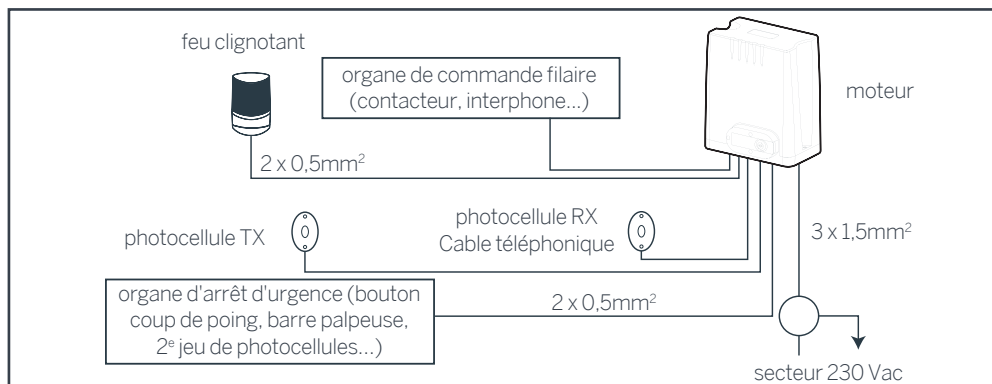 feu clignotant
organe de commande filaire
(contacteur, interphone...)
moteur
2 x 0,5mm²
photocellule TX
photocellule RX
Cable téléphonique
3 x 1,5mm²
organe d'arrêt d'urgence (bouton
coup de poing, barre palpeuse,
2ᵉ jeu de photocellules...)
2 x 0,5mm²
secteur 230 Vac